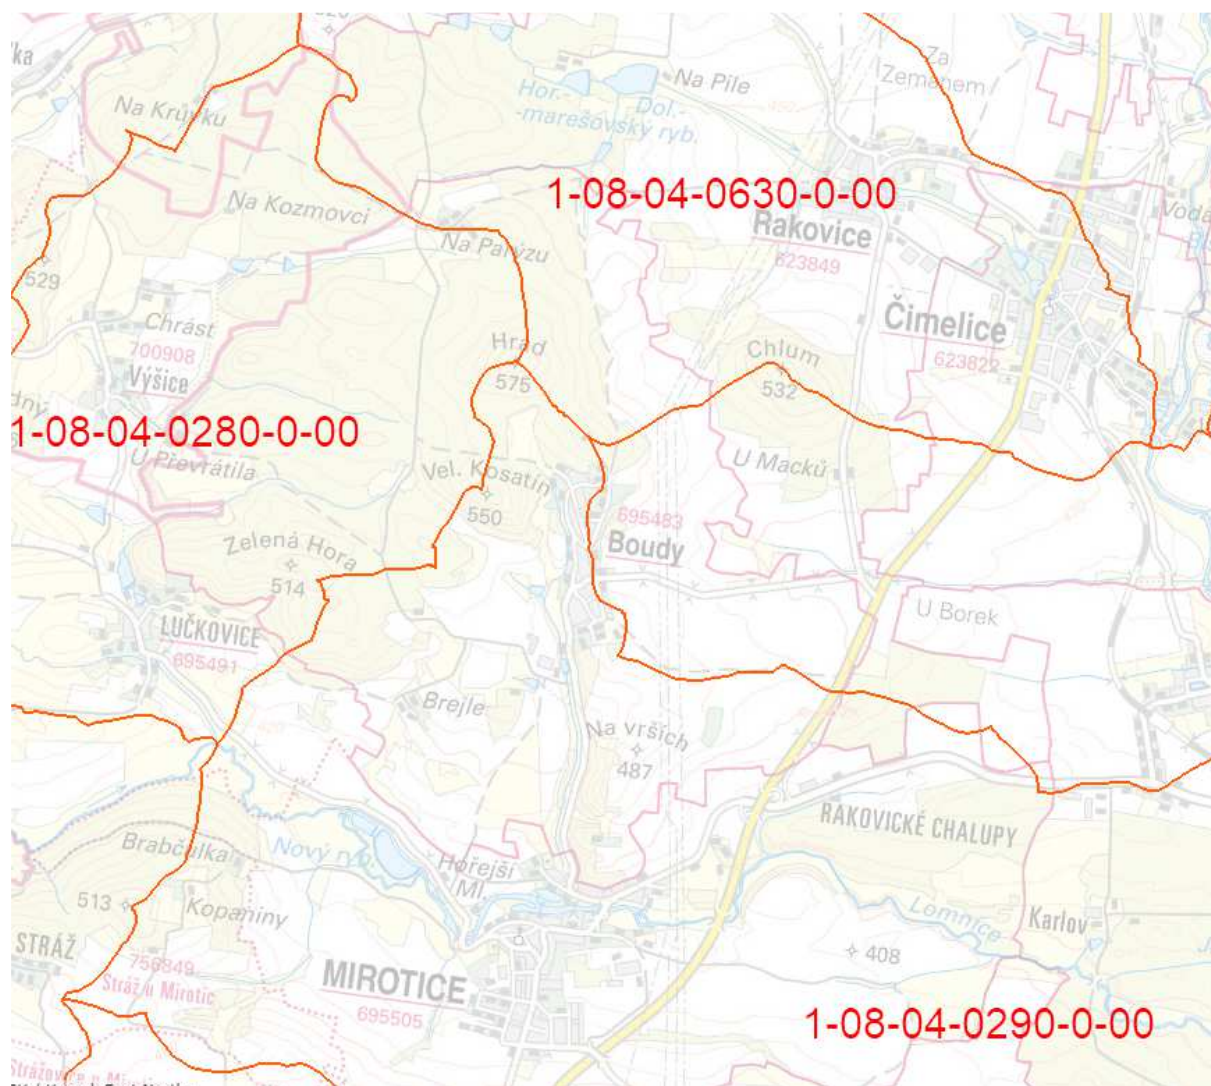 Na Krůvku
Hor.-
-marešovský ryb.
Dol.-
Na Pile
Za
Zemanem
1-08-04-0630-0-00
Na Kozmovci
Na Parýzu
Rakovice
623849
529
Chrást
700908
Výšice
Hrad
575
Chlum
532
Čimelice
623822
1-08-04-0280-0-00
U Převrátila
Vel. Kosatín
550
U Macků
695483
Boudy
Zelená Hora
514
U Borek
LUČKOVICE
695491
Brejle
Na vrších
487
RAKOVICKÉ CHALUPY
Brabčulka
Nový ryb.
Hořejší
Ml.
513
Kopaniny
Lomnice
Karlov
STRÁŽ
756849
Stráž u Mirotic
MIROTICE
695505
408
1-08-04-0290-0-00